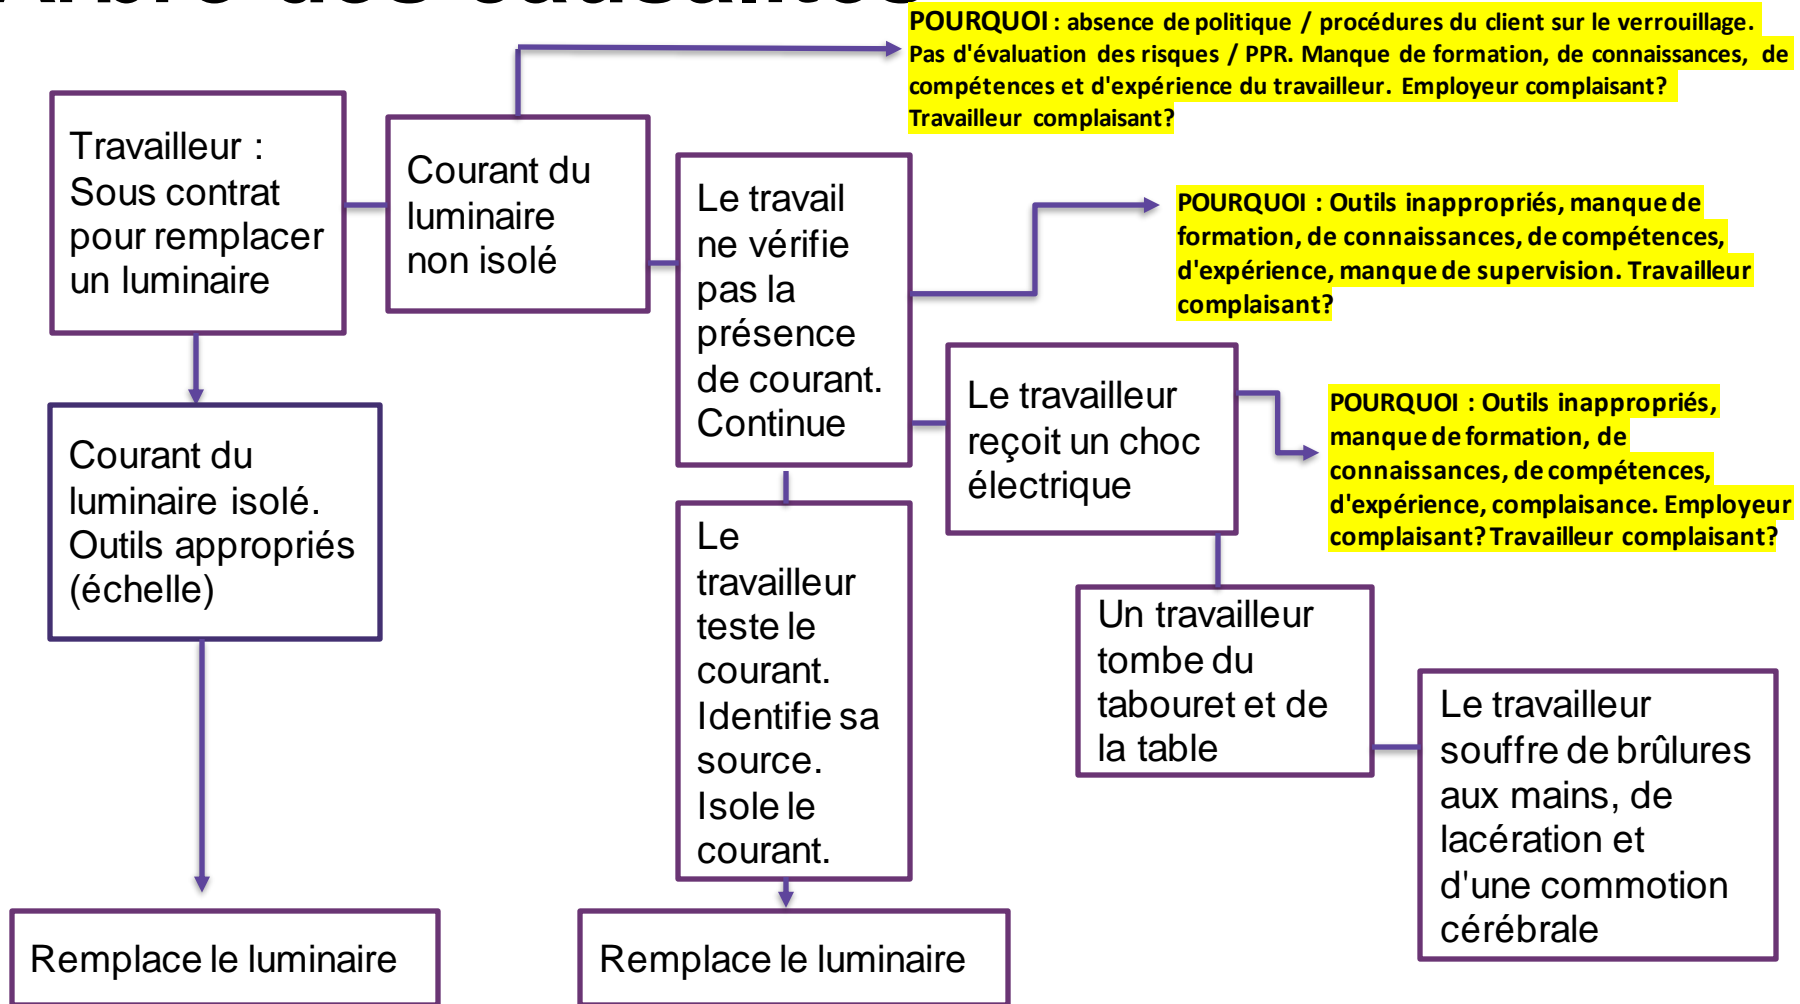 Arbre des causalités
POURQUOI : absence de politique / procédures du client sur le verrouillage.
Pas d'évaluation des risques / PPR. Manque de formation, de connaissances, de
compétences et d'expérience du travailleur. Employeur complaisant?
Travailleur complaisant?
Travailleur :
Sous contrat
pour remplacer
un luminaire
Courant du
luminaire
non isolé
Le travail
ne vérifie
pas la
présence
de courant.
Continue
POURQUOI : Outils inappropriés, manque de
formation, de connaissances, de compétences,
d'expérience, manque de supervision. Travailleur
complaisant?
Le travailleur
reçoit un choc
électrique
POURQUOI : Outils inappropriés,
manque de formation, de
connaissances, de compétences,
d'expérience, complaisance. Employeur
complaisant? Travailleur complaisant?
Courant du
luminaire isolé.
Outils appropriés
(échelle)
Le
travailleur
teste le
courant.
Identifie sa
source.
Isole le
courant.
Un travailleur
tombe du
tabouret et de
la table
Le travailleur
souffre de brûlures
aux mains, de
lacération et
d'une commotion
cérébrale
Remplace le luminaire
Remplace le luminaire